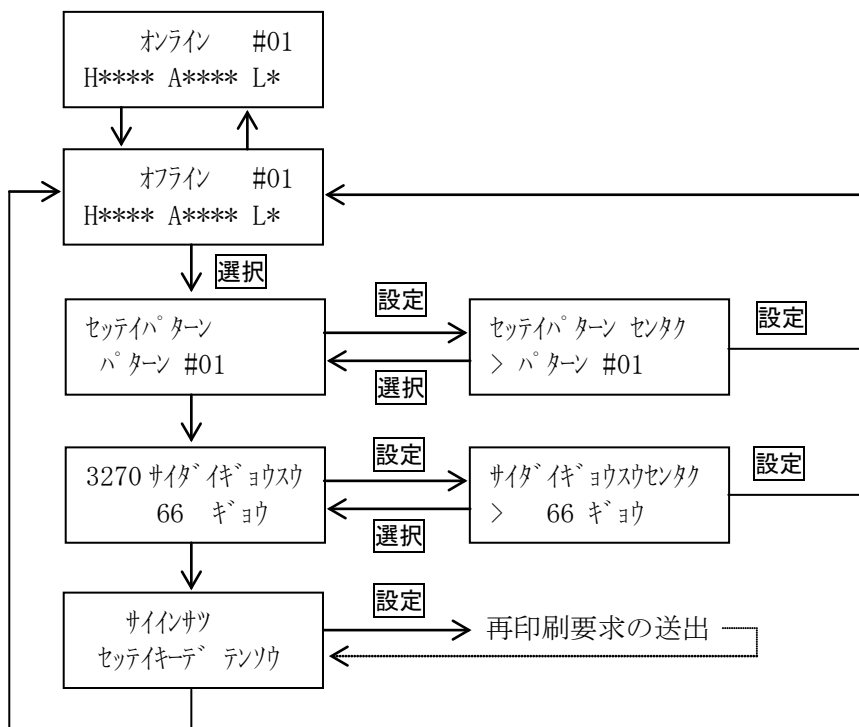 オンライン #01
H**** A**** L*
オフライン #01
H**** A**** L*
選択
セッテイパターン
パターン #01
設定
選択
セッテイパターン センタク
> パターン #01
設定
3270 サイダイギョウスウ
66 ギョウ
設定
選択
サイダイギョウスウセンタク
> 66 ギョウ
設定
サイインサツ
セッテイキーデ テンソウ
設定
再印刷要求の送出